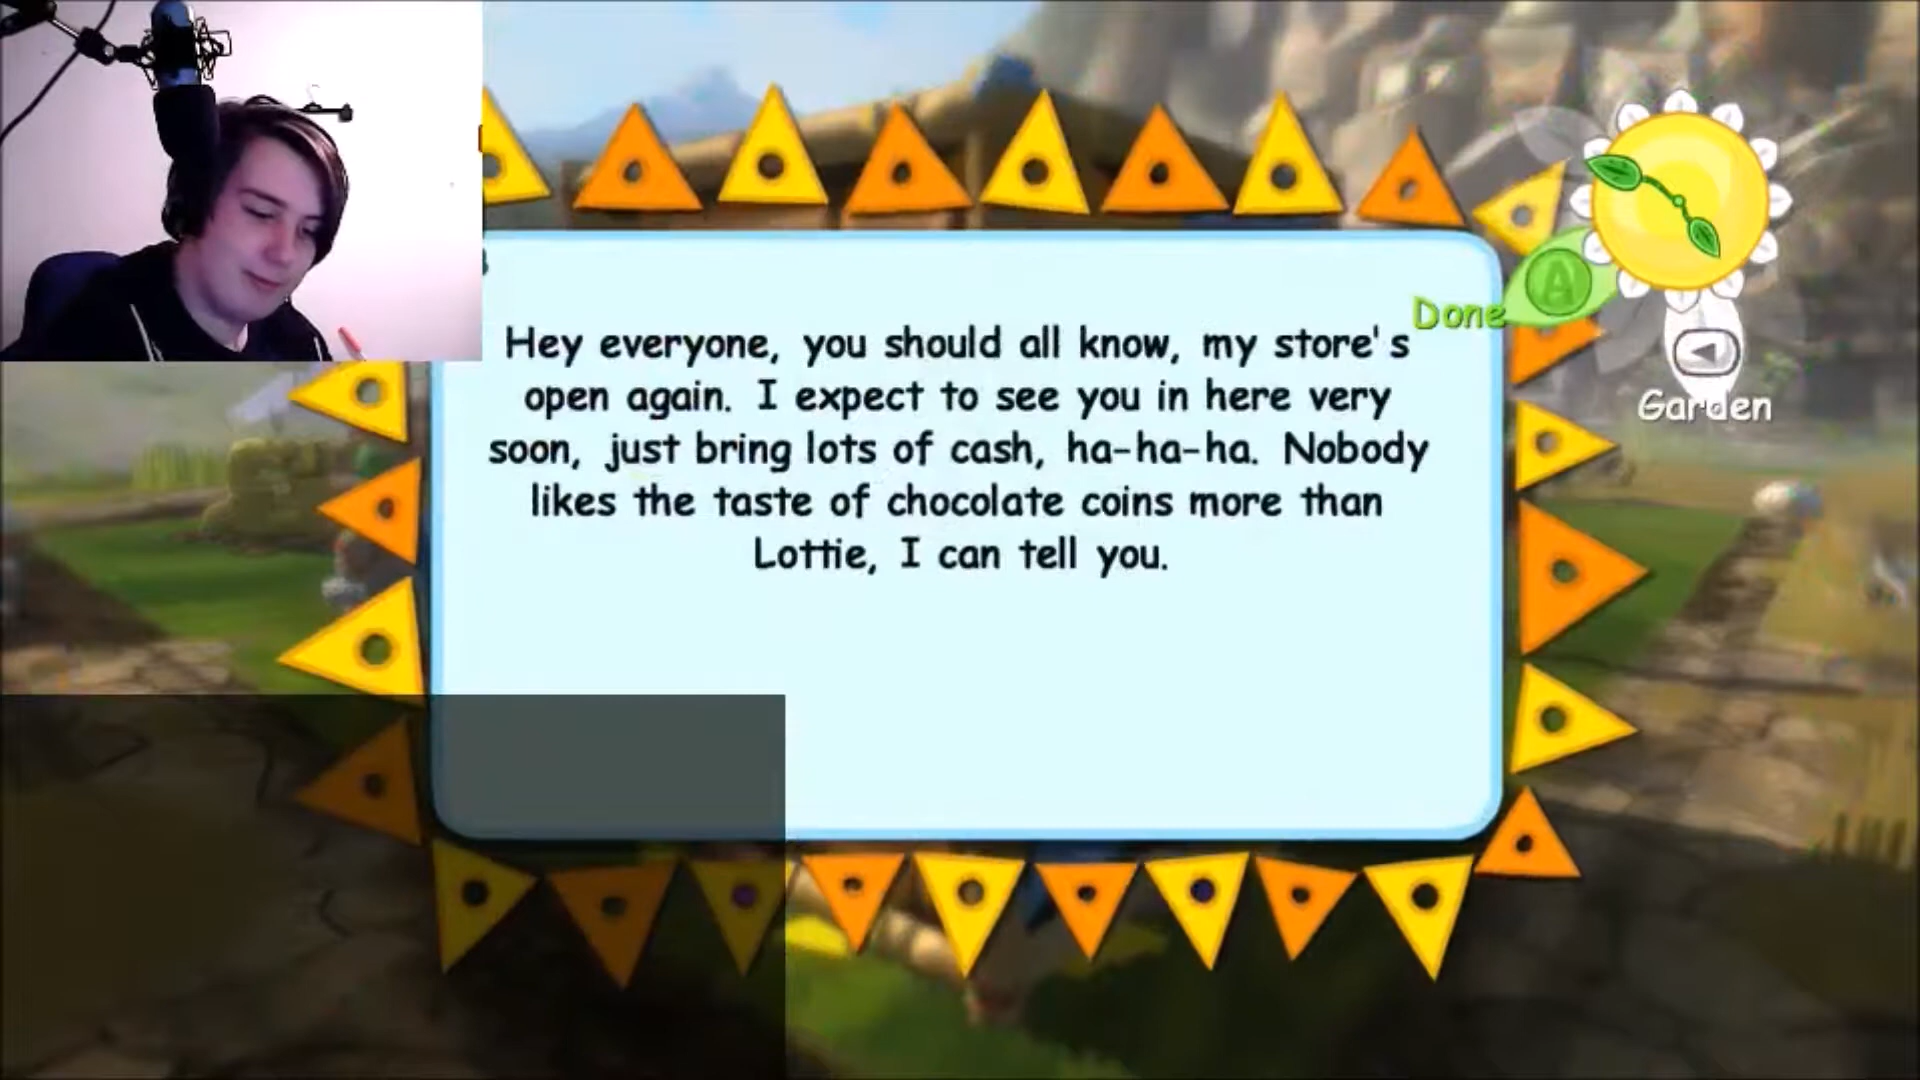 Hey everyone, you should all know, my store's
open again. I expect to see you in here very
soon, just bring lots of cash, ha-ha-ha. Nobody
likes the taste of chocolate coins more than
Lottie, I can tell you.
Done
A
Garden